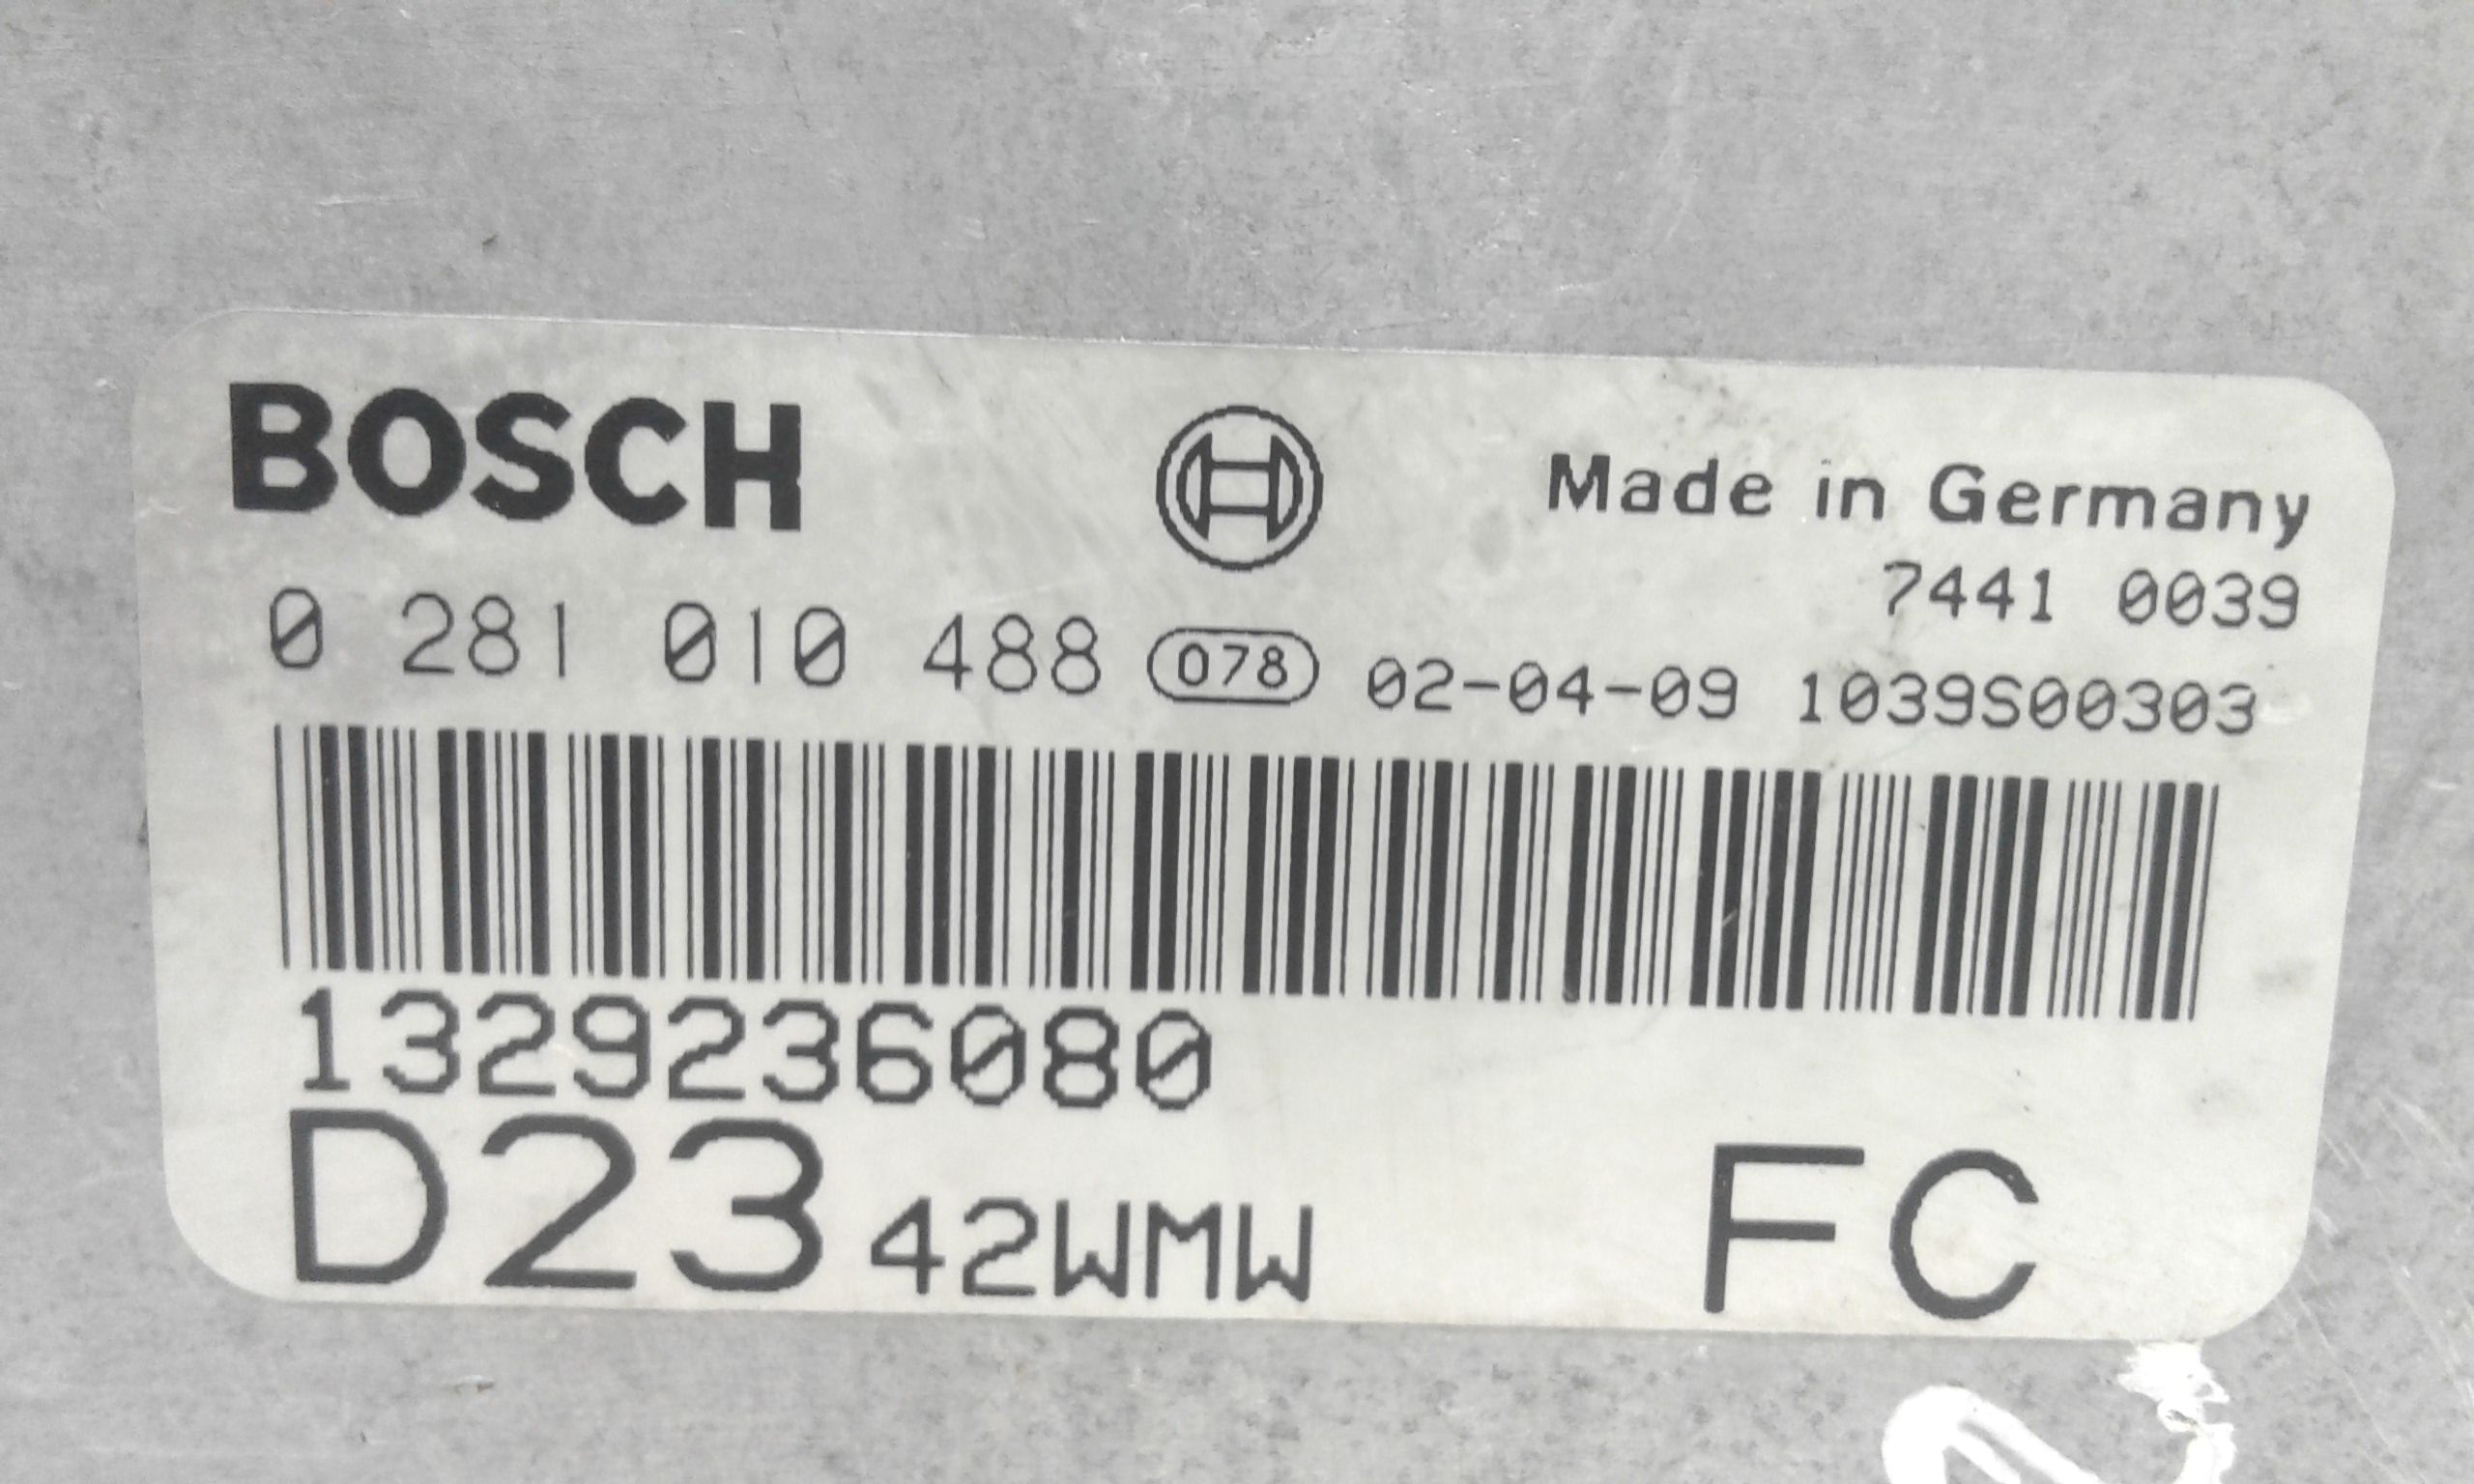 BOSCH Made in Germany
7441 0039
0 281 010 488 078 02-04-09 1039S00303
1329236080
D23 42WMW FC